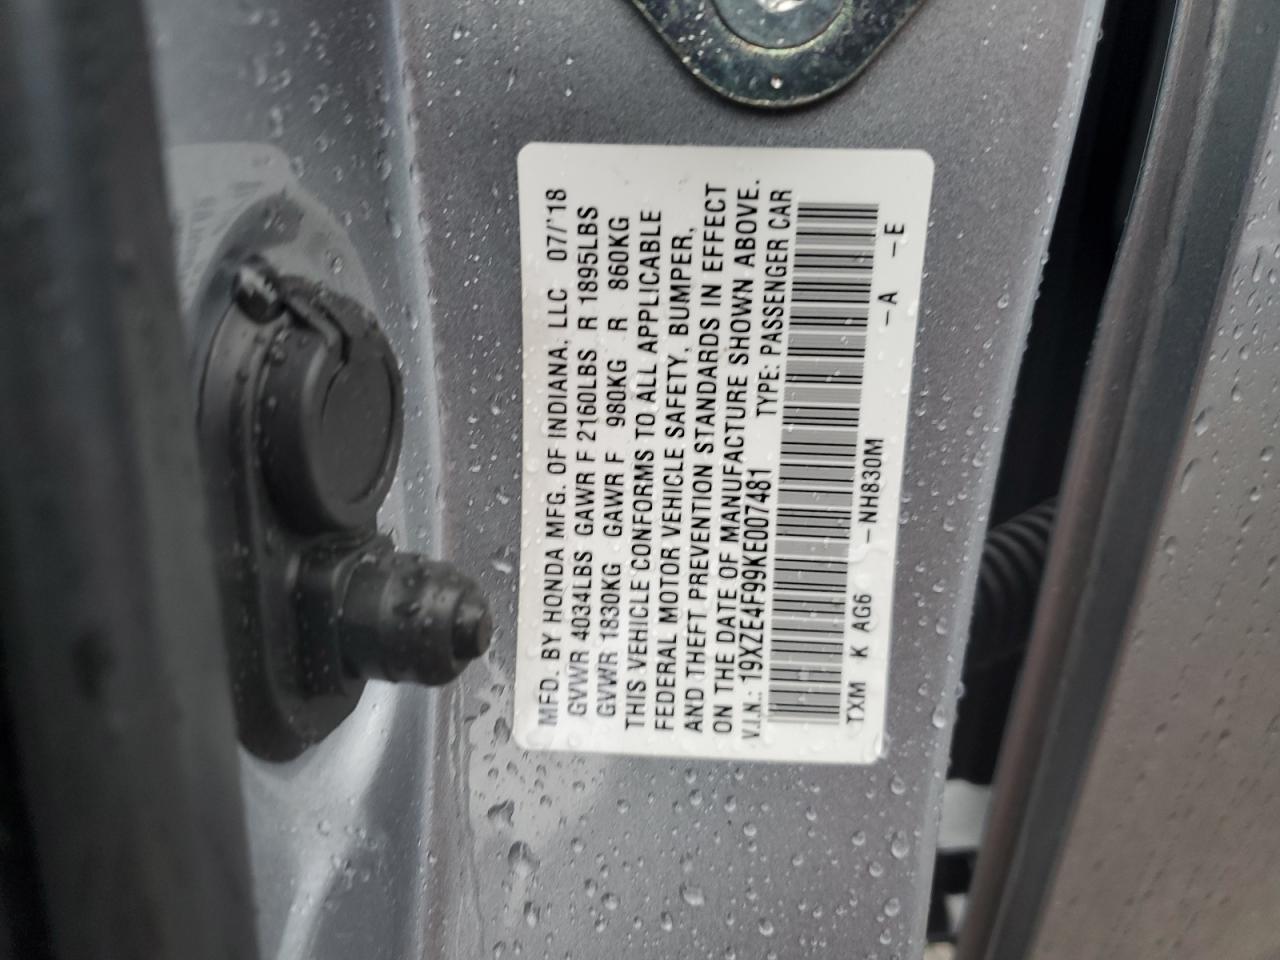 MFD. BY HONDA MFG. OF INDIANA, LLC 07/'18
GVWR 4034LBS GAWR F 2160LBS R 1895LBS
GVWR 1830KG GAWR F 980KG R 860KG
THIS VEHICLE CONFORMS TO ALL APPLICABLE
FEDERAL MOTOR VEHICLE SAFETY, BUMPER,
AND THEFT PREVENTION STANDARDS IN EFFECT
ON THE DATE OF MANUFACTURE SHOWN ABOVE.
V.I.N.: 19XZE4F99KE007481 TYPE: PASSENGER CAR
TXM K AG6 -NH830M -A -E